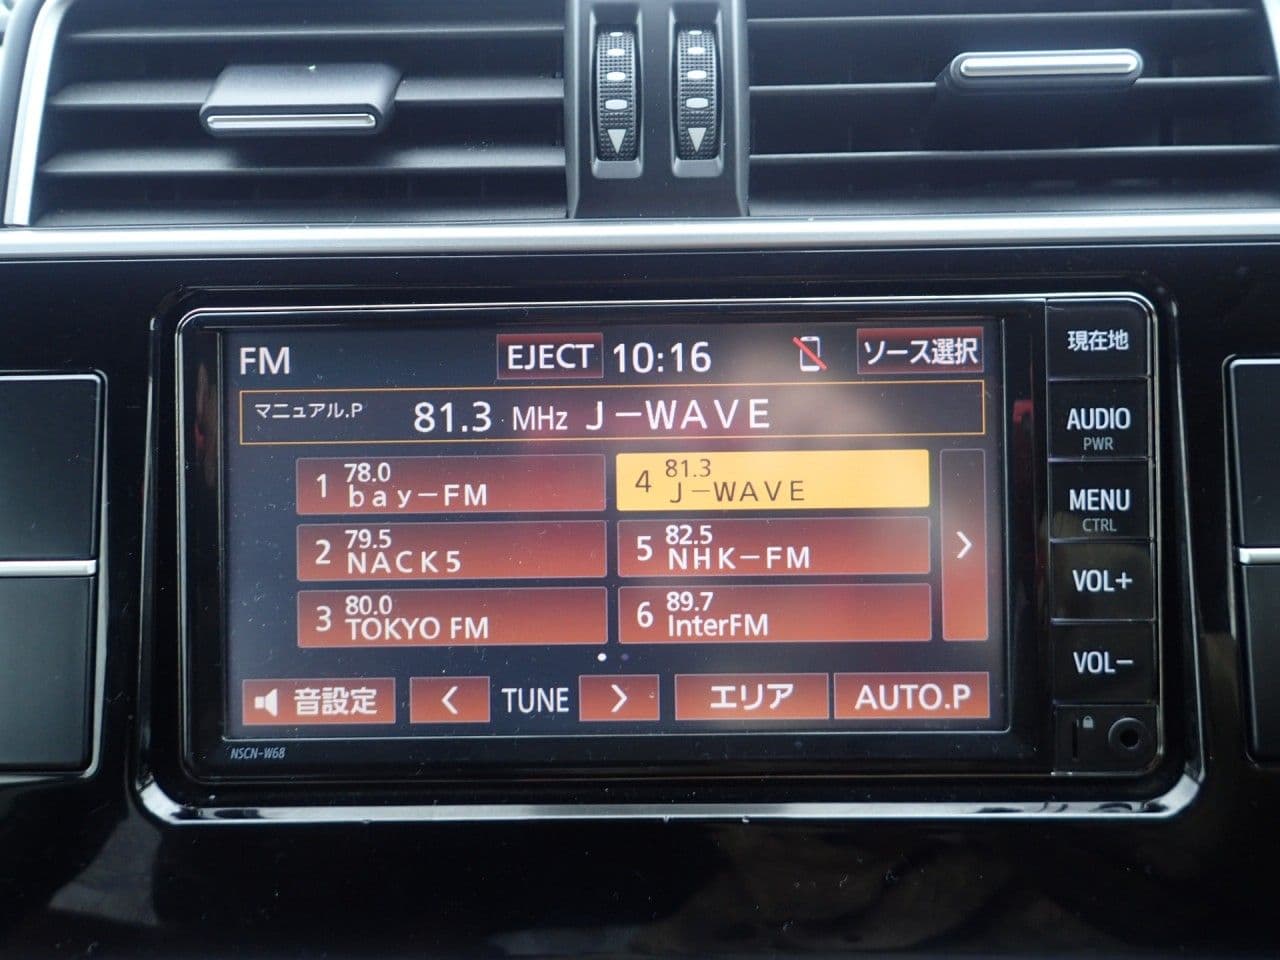 FM
EJECT
10:16
ソース選択
マニュアル.P
81.3 MHz J-WAVE
1 78.0
bay-FM
2 79.5
NACK5
3 80.0
TOKYO FM
4 81.3
J-WAVE
5 82.5
NHK-FM
6 89.7
InterFM
音設定
TUNE
エリア
AUTO.P
NSCN-W68
現在地
AUDIO
PWR
MENU
CTRL
VOL+
VOL-